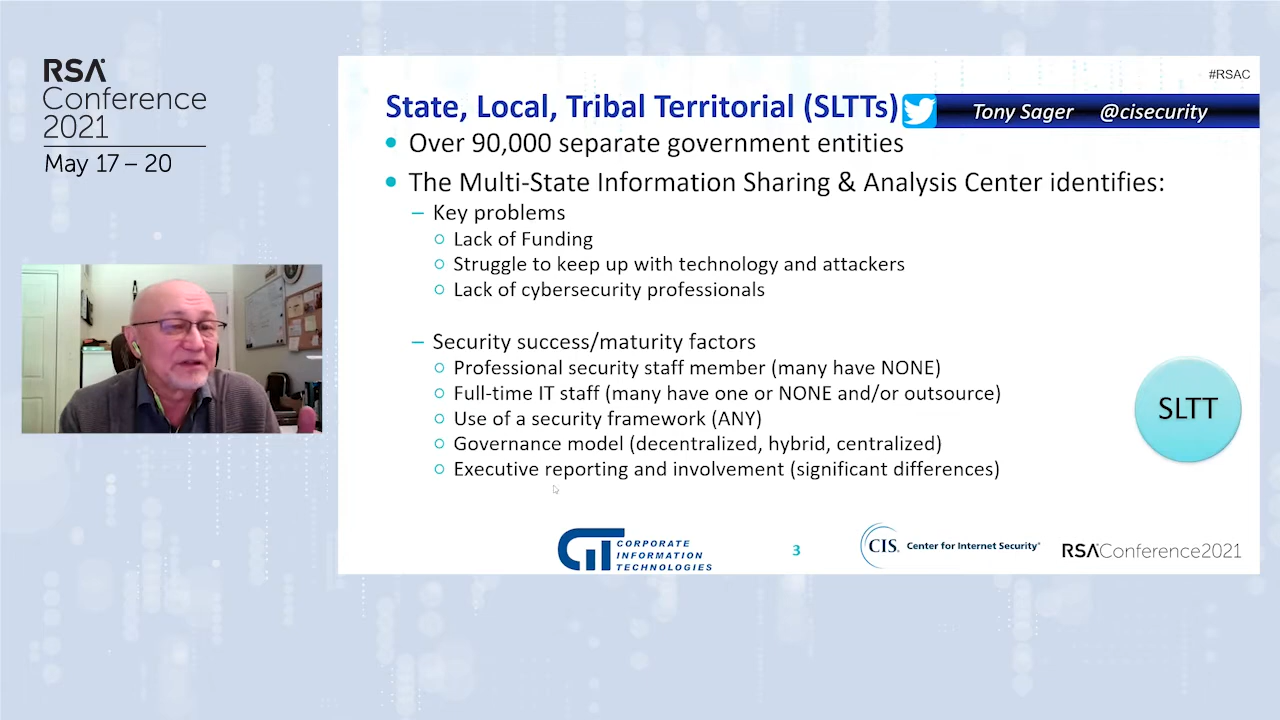 RSA
Conference
2021
May 17 – 20
#RSAC
State, Local, Tribal Territorial (SLTTs)
Tony Sager @cisecurity
• Over 90,000 separate government entities
• The Multi-State Information Sharing & Analysis Center identifies:
– Key problems
○ Lack of Funding
○ Struggle to keep up with technology and attackers
○ Lack of cybersecurity professionals
– Security success/maturity factors
○ Professional security staff member (many have NONE)
○ Full-time IT staff (many have one or NONE and/or outsource)
○ Use of a security framework (ANY)
○ Governance model (decentralized, hybrid, centralized)
○ Executive reporting and involvement (significant differences)
SLTT
CIT
CORPORATE
INFORMATION
TECHNOLOGIES
3
CIS. Center for Internet Security®
RSAConference2021